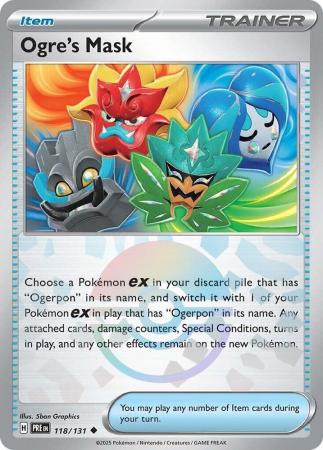 Item
TRAINER
Ogre's Mask
Choose a Pokémon ex in your discard pile that has
"Ogerpon" in its name, and switch it with 1 of your
Pokémon ex in play that has "Ogerpon" in its name. Any
attached cards, damage counters, Special Conditions, turns
in play, and any other effects remain on the new Pokémon.
Illus. 5ban Graphics
You may play any number of Item cards during
your turn.
H PRE EN 118/131 ◆
©2025 Pokémon / Nintendo / Creatures / GAME FREAK